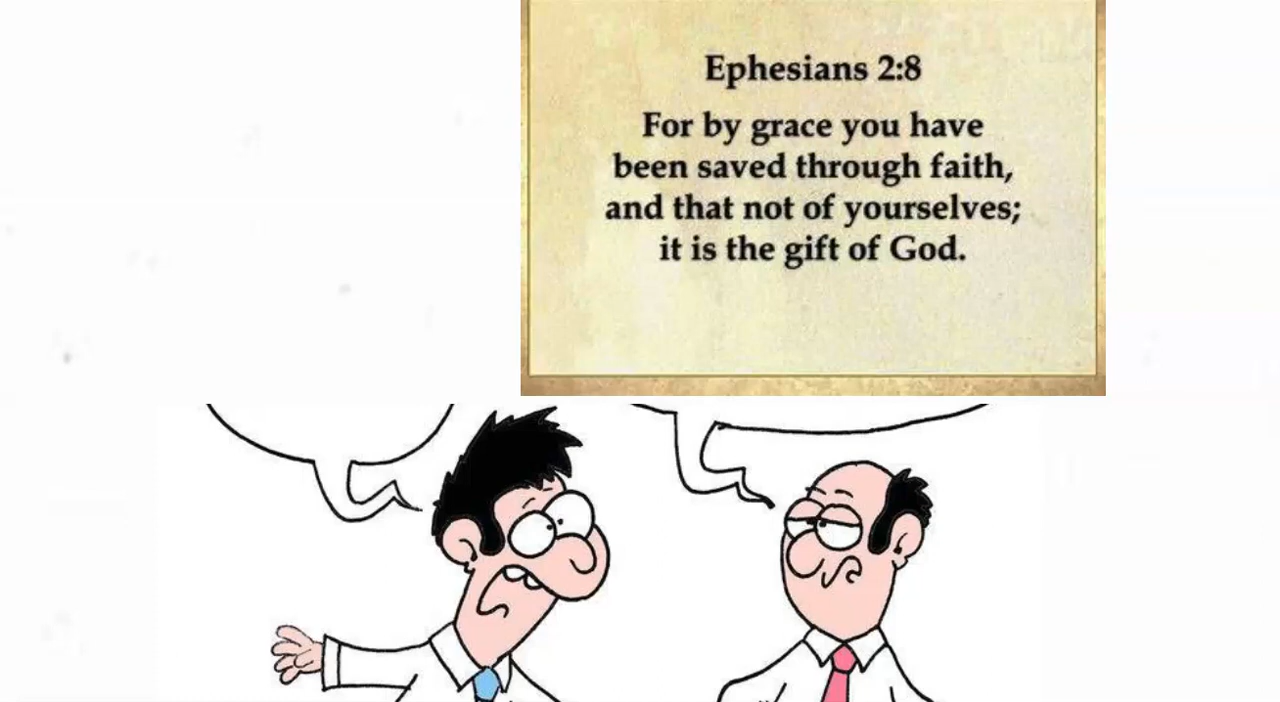 Ephesians 2:8
For by grace you have
been saved through faith,
and that not of yourselves;
it is the gift of God.